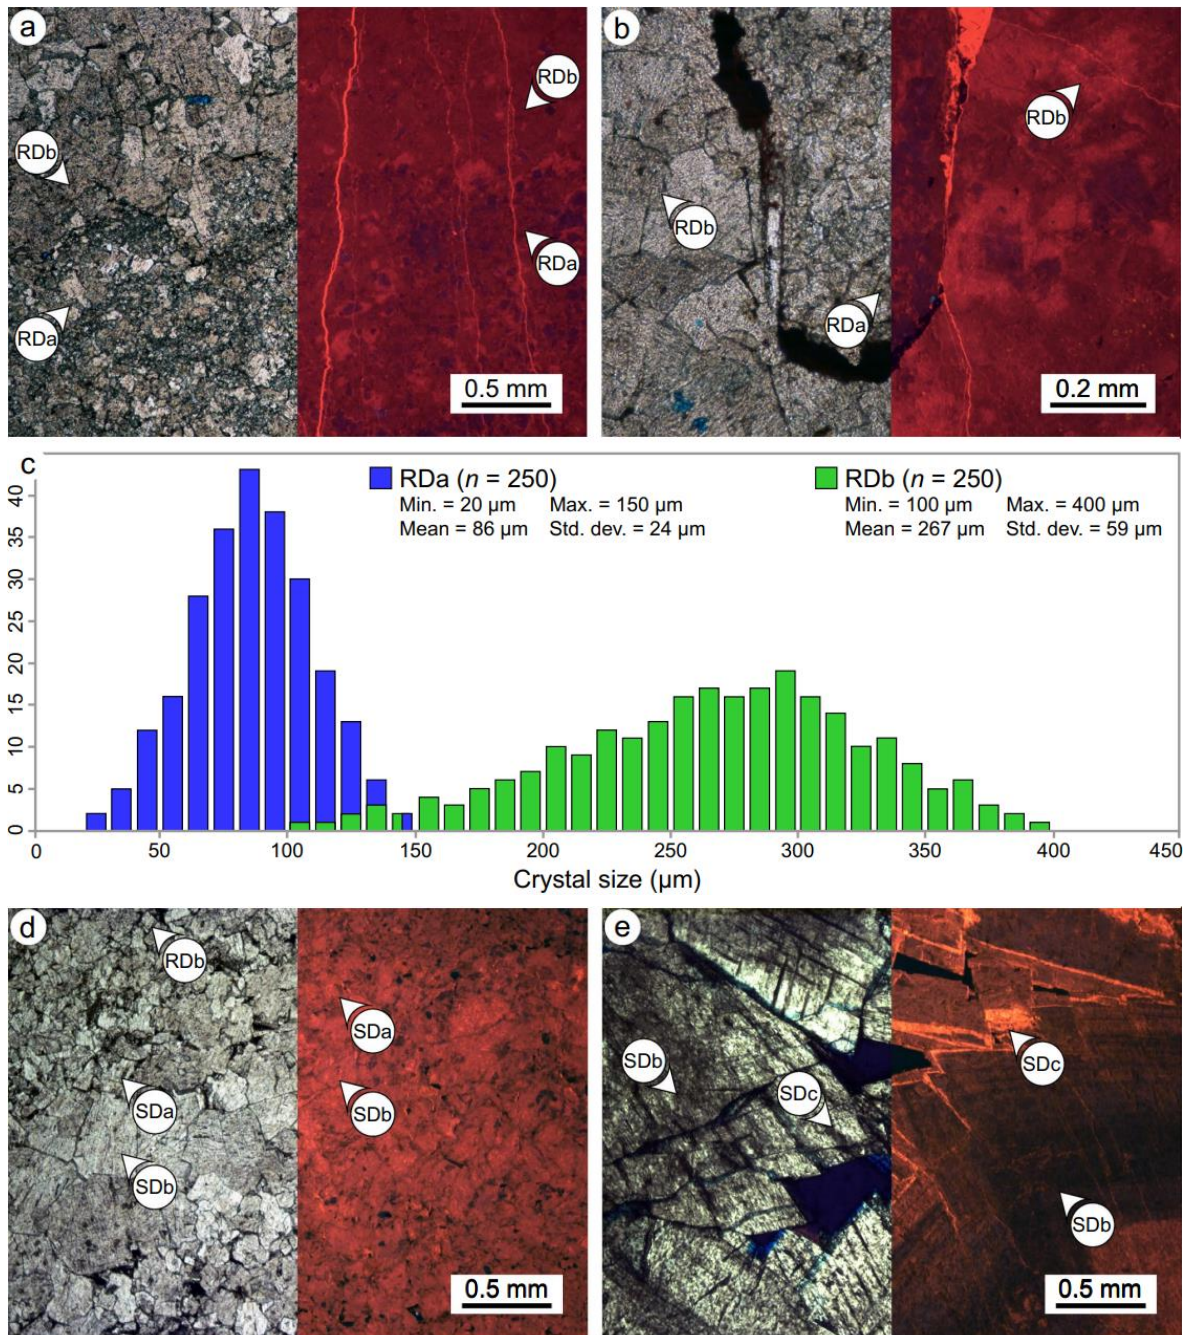 a
RDb
RDb
RDa
RDa
0.5 mm
b
RDb
RDb
RDa
0.2 mm
c
RDa (n = 250)
Min. = 20 µm Max. = 150 µm
Mean = 86 µm Std. dev. = 24 µm
RDb (n = 250)
Min. = 100 µm Max. = 400 µm
Mean = 267 µm Std. dev. = 59 µm
40
35
30
25
20
15
10
5
0
0 50 100 150 200 250 300 350 400 450
Crystal size (µm)
d
RDb
SDa
SDa
SDb
SDb
0.5 mm
e
SDb
SDc
SDc
SDb
0.5 mm